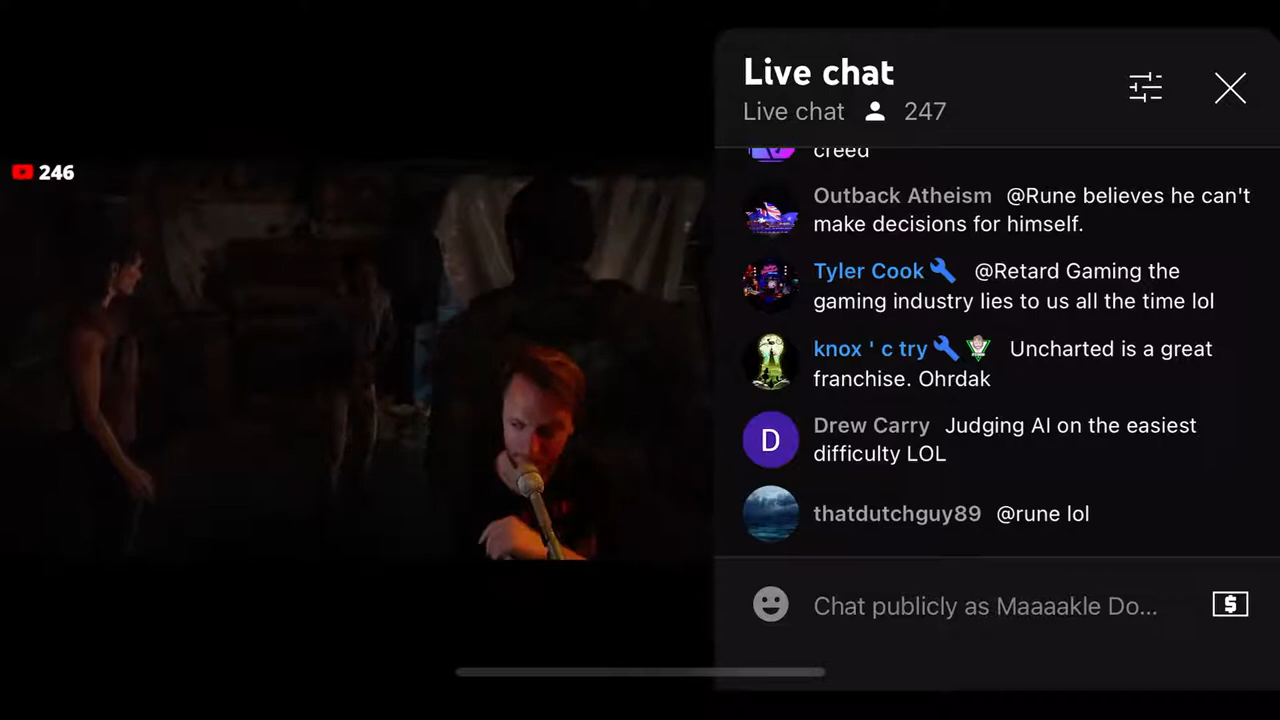 Live chat
Live chat 247
246
creed
Outback Atheism @Rune believes he can't
make decisions for himself.
Tyler Cook @Retard Gaming the
gaming industry lies to us all the time lol
knox ' c try Uncharted is a great
franchise. Ohrdak
Drew Carry Judging AI on the easiest
D
difficulty LOL
thatdutchguy89 @rune lol
Chat publicly as Maaaakle Do...
$